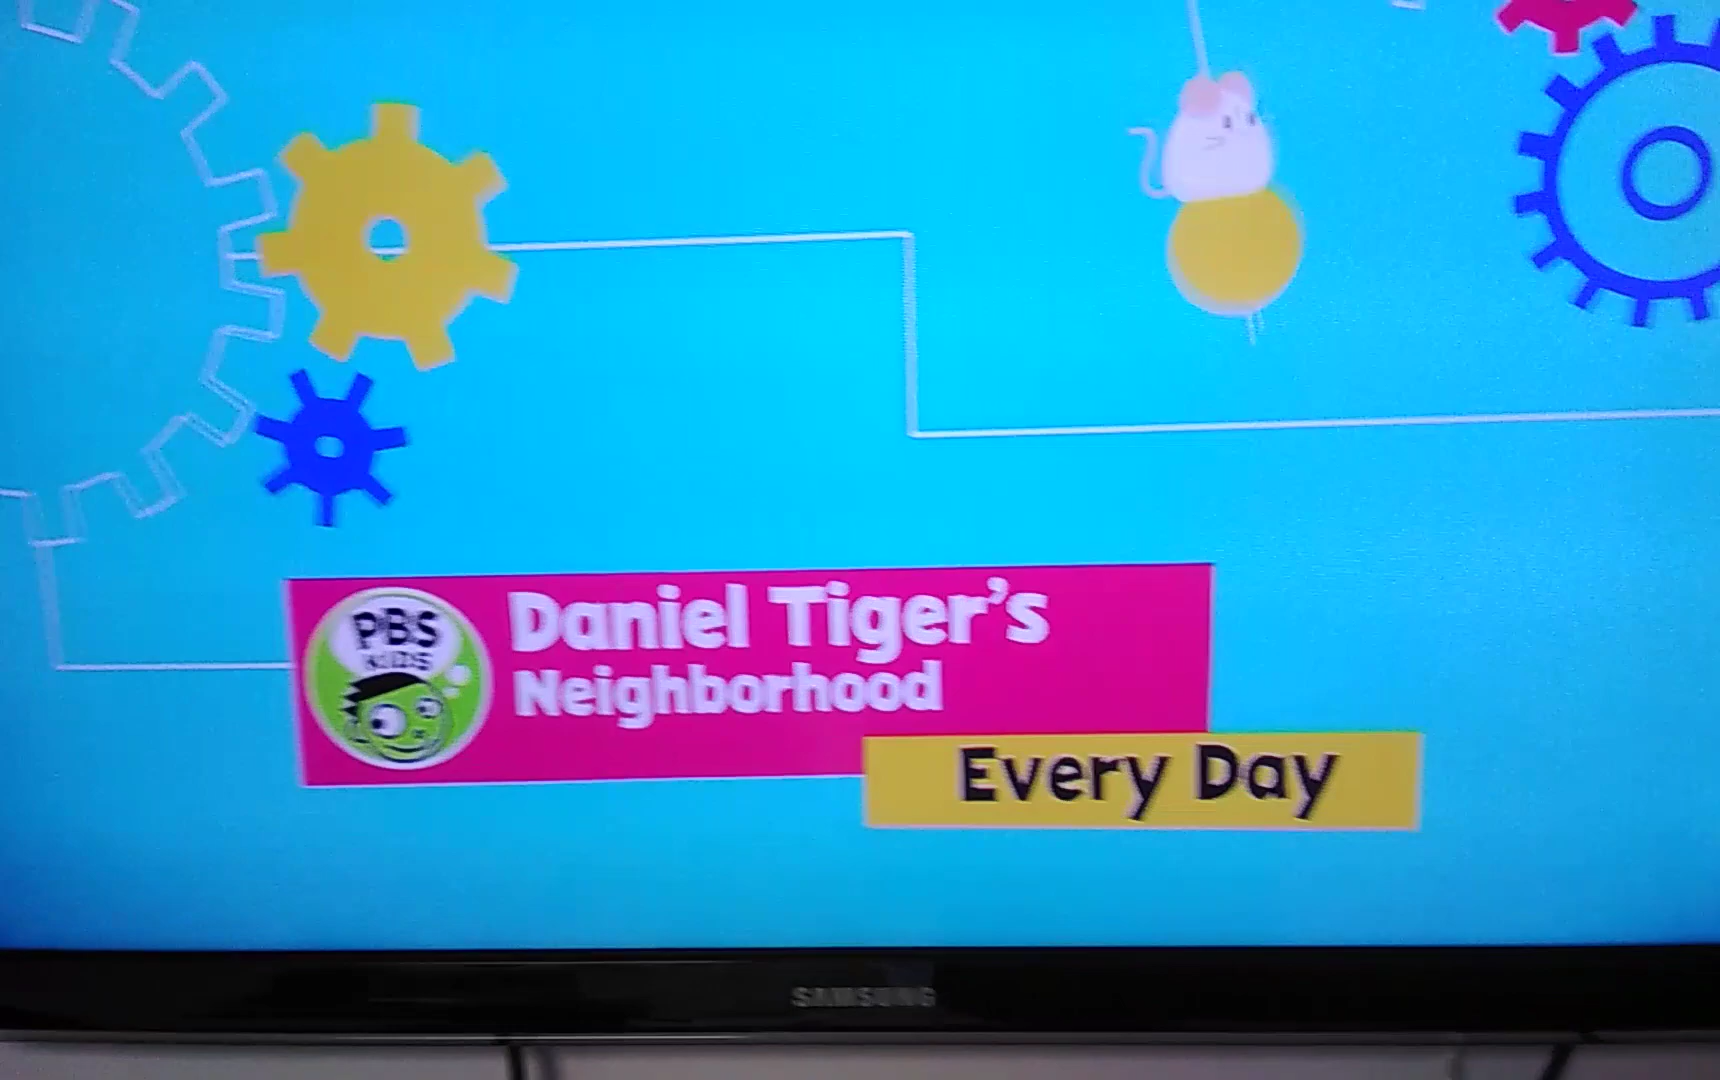 PBS
KIDS
Daniel Tiger's
Neighborhood
Every Day
SAMSUNG